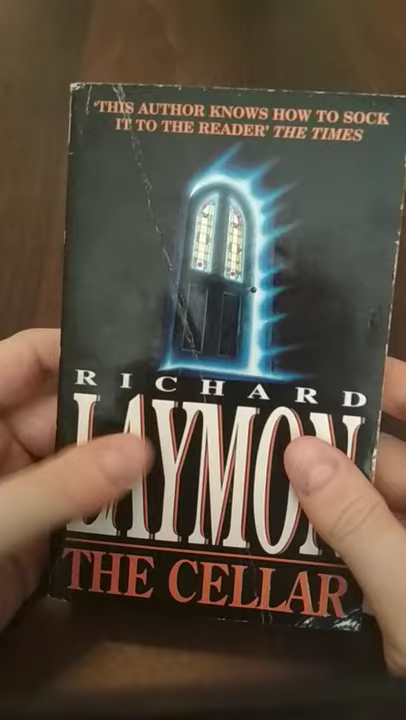 'THIS AUTHOR KNOWS HOW TO SOCK
IT TO THE READER' THE TIMES
RICHARD
LAYMON
THE CELLAR